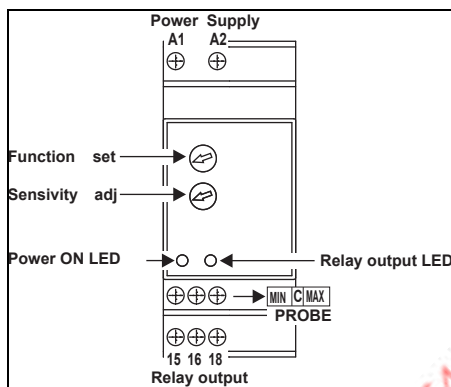 Power Supply
A1 A2
Function set
Sensivity adj
Power ON LED
Relay output LED
MIN C MAX
PROBE
15 16 18
Relay output